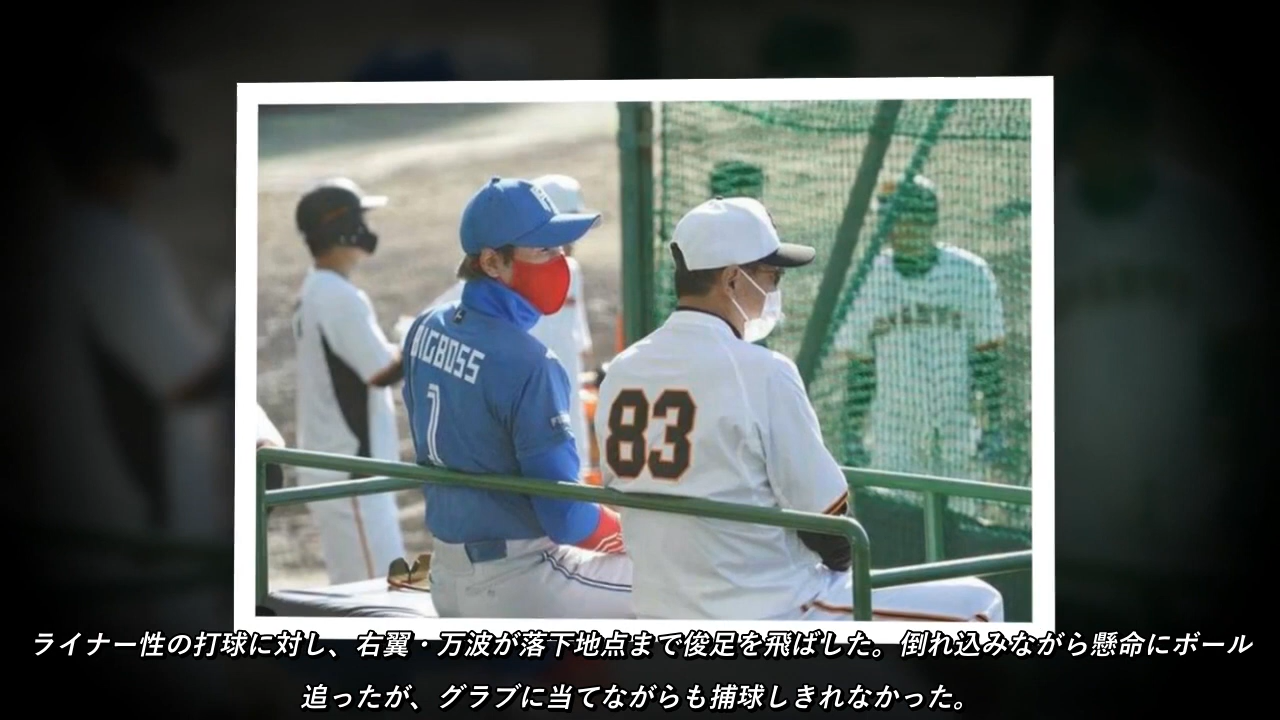 BIGBOSS
1
83
ライナー性の打球に対し、右翼・万波が落下地点まで俊足を飛ばした。倒れ込みながら懸命にボール
追ったが、グラブに当てながらも捕球しきれなかった。